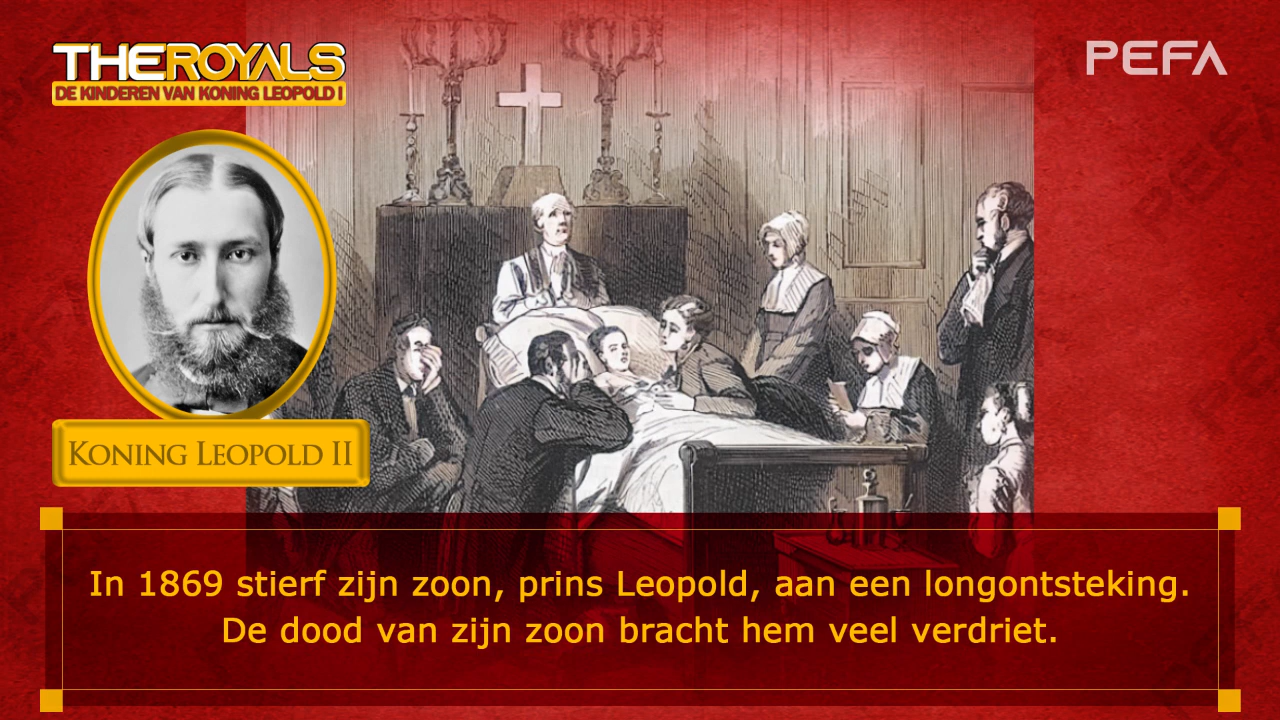 THEROYALS
DE KINDEREN VAN KONING LEOPOLD I
PEFA
KONING LEOPOLD II
In 1869 stierf zijn zoon, prins Leopold, aan een longontsteking.
De dood van zijn zoon bracht hem veel verdriet.